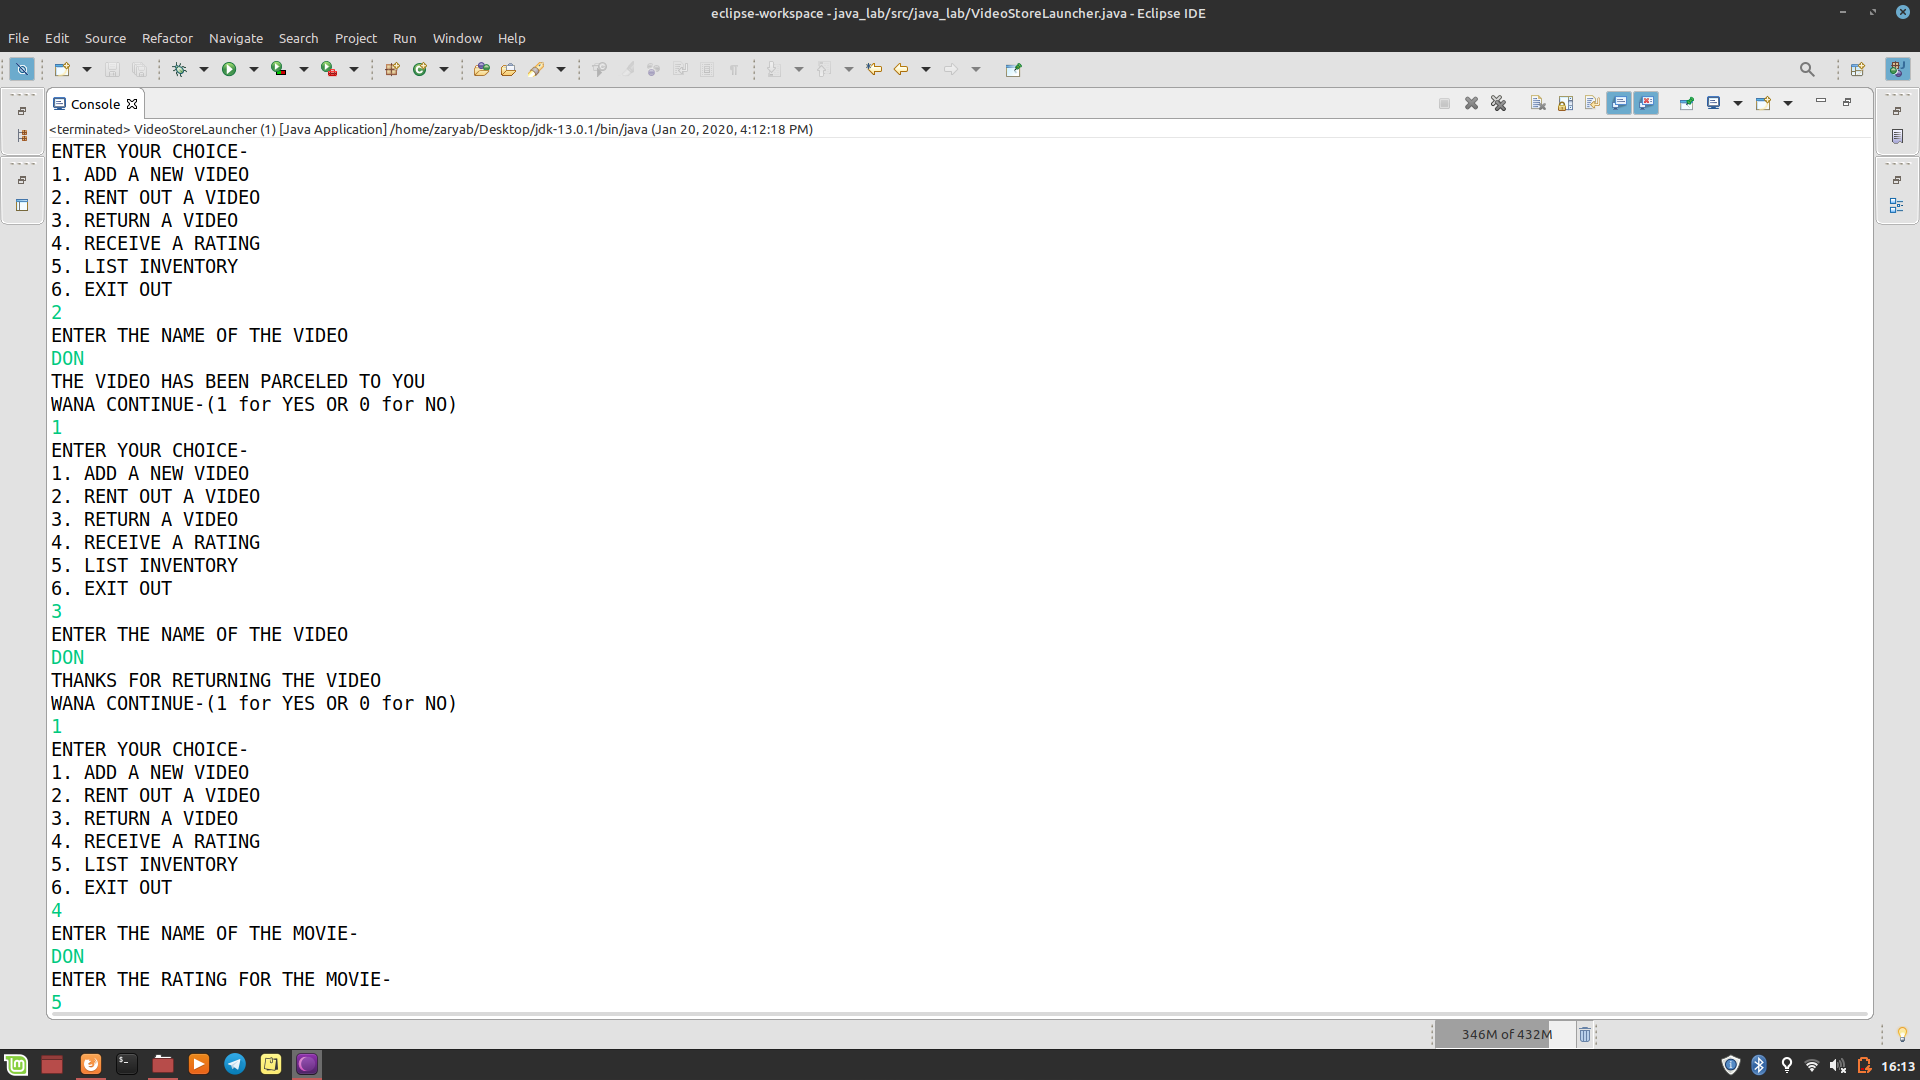 eclipse-workspace - java_lab/src/java_lab/VideoStoreLauncher.java - Eclipse IDE
File Edit Source Refactor Navigate Search Project Run Window Help
Console
<terminated> VideoStoreLauncher (1) [Java Application] /home/zaryab/Desktop/jdk-13.0.1/bin/java (Jan 20, 2020, 4:12:18 PM)
ENTER YOUR CHOICE-
1. ADD A NEW VIDEO
2. RENT OUT A VIDEO
3. RETURN A VIDEO
4. RECEIVE A RATING
5. LIST INVENTORY
6. EXIT OUT
2
ENTER THE NAME OF THE VIDEO
DON
THE VIDEO HAS BEEN PARCELED TO YOU
WANA CONTINUE-(1 for YES OR 0 for NO)
1
ENTER YOUR CHOICE-
1. ADD A NEW VIDEO
2. RENT OUT A VIDEO
3. RETURN A VIDEO
4. RECEIVE A RATING
5. LIST INVENTORY
6. EXIT OUT
3
ENTER THE NAME OF THE VIDEO
DON
THANKS FOR RETURNING THE VIDEO
WANA CONTINUE-(1 for YES OR 0 for NO)
1
ENTER YOUR CHOICE-
1. ADD A NEW VIDEO
2. RENT OUT A VIDEO
3. RETURN A VIDEO
4. RECEIVE A RATING
5. LIST INVENTORY
6. EXIT OUT
4
ENTER THE NAME OF THE MOVIE-
DON
ENTER THE RATING FOR THE MOVIE-
5
346M of 432M
16:13